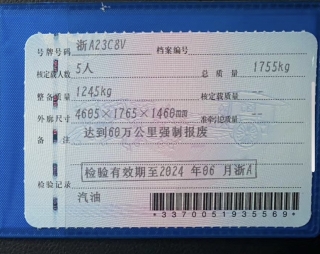 号牌号码 浙A23C8V 档案编号
核定载人数 5人 总质量 1755kg
整备质量 1245kg 核定载质量 --
外廓尺寸 4605×1765×1460mm 准牵引总质量 --
备注 达到60万公里强制报废
检验有效期至2024年06月浙A
检验记录
汽油
*3370051935569*